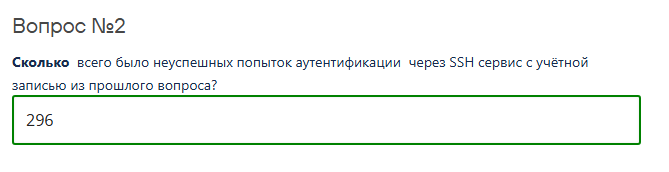 Вопрос №2
Сколько всего было неуспешных попыток аутентификации через SSH сервис с учётной
записью из прошлого вопроса?
296